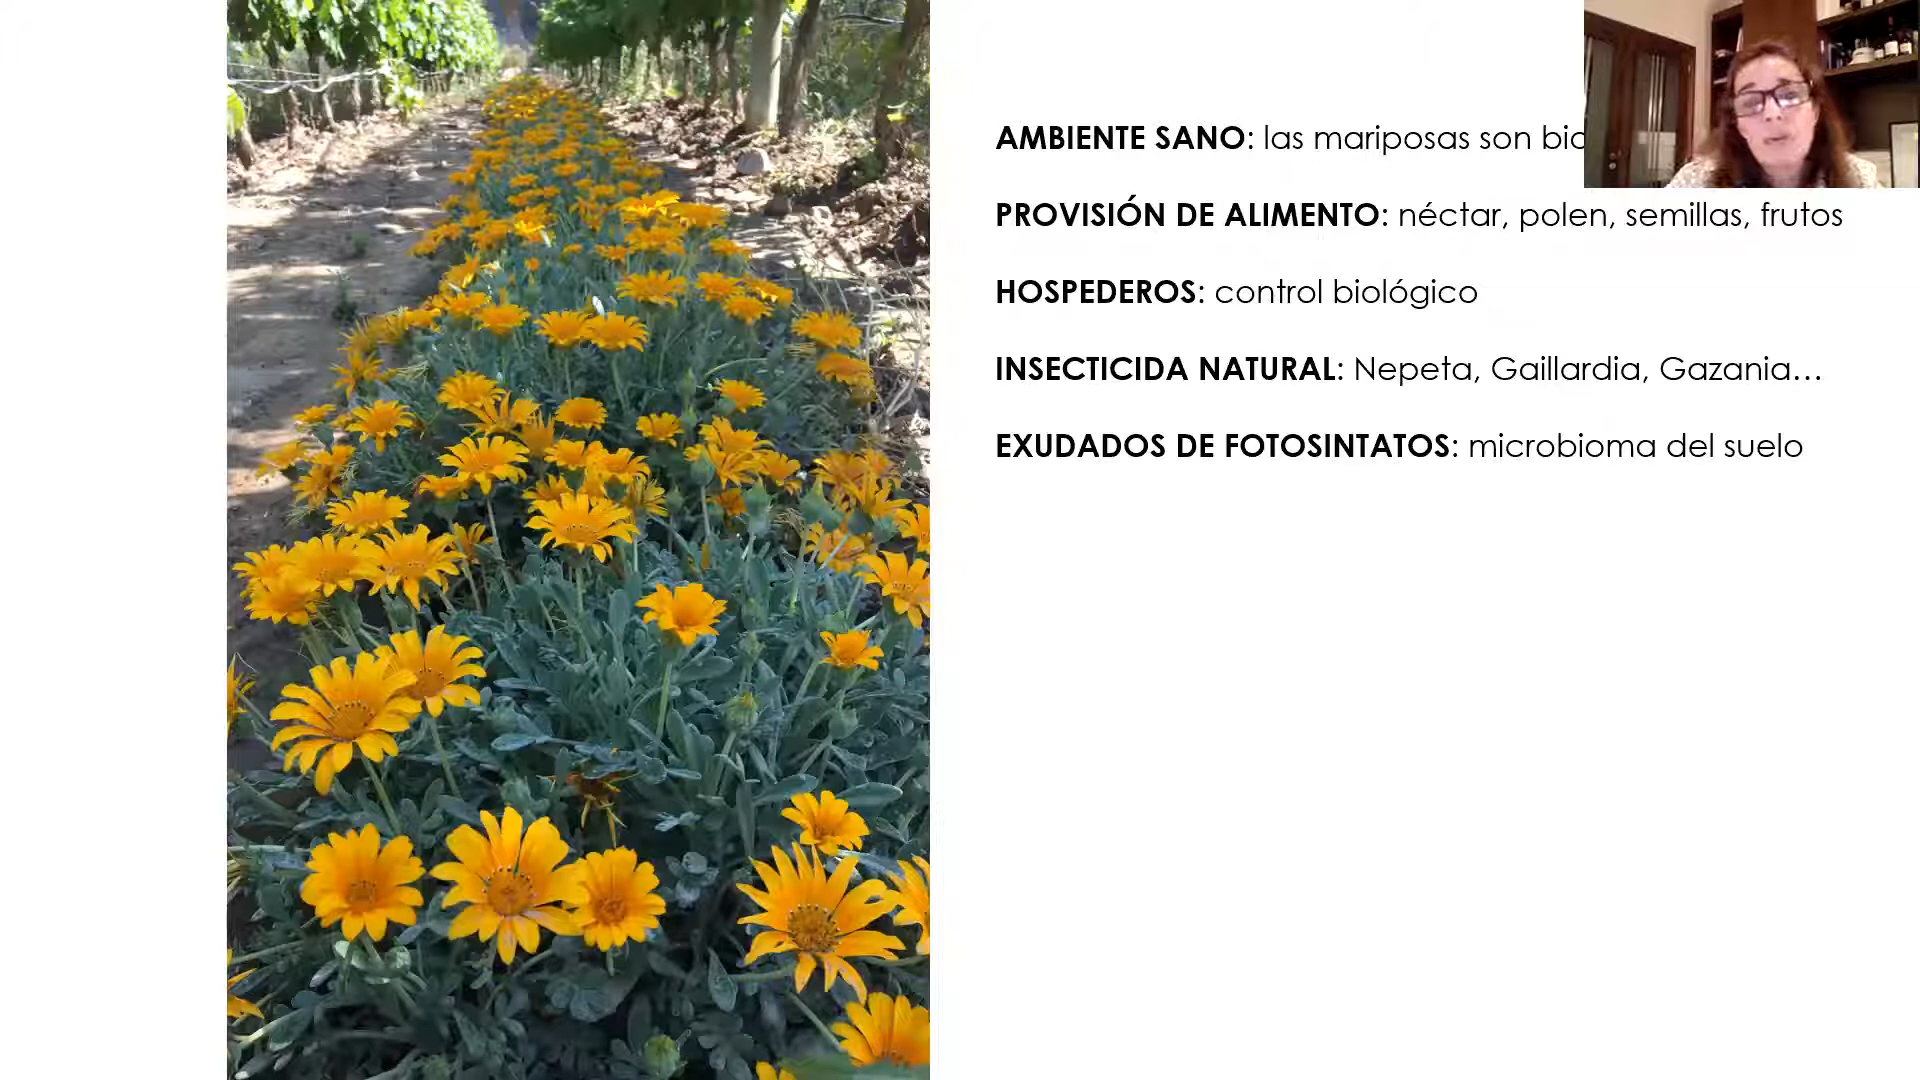 AMBIENTE SANO: las mariposas son
PROVISIÓN DE ALIMENTO: néctar, polen, semillas, frutos
HOSPEDEROS: control biológico
INSECTICIDA NATURAL: Nepeta, Gaillardia, Gazania...
EXUDADOS DE FOTOSINTATOS: microbioma del suelo